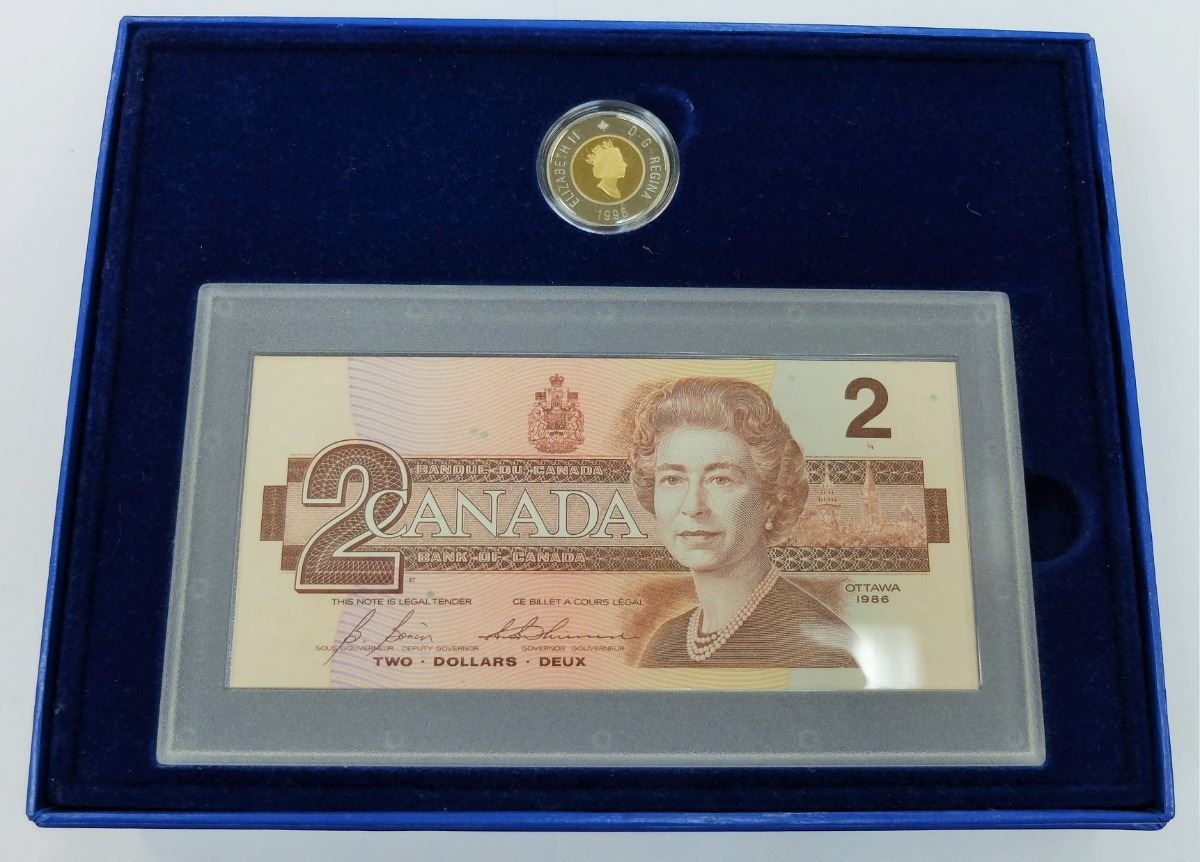 ELIZABETH II D·G·REGINA
1996
2
BANQUE·DU·CANADA
2
CANADA
BANK·OF·CANADA
OTTAWA
1986
THIS NOTE IS LEGAL TENDER CE BILLET A COURS LÉGAL
SOUS-GOUVERNEUR DEPUTY GOVERNOR GOVERNOR GOUVERNEUR
TWO · DOLLARS · DEUX